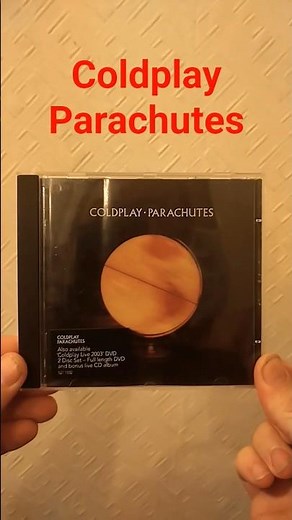 Coldplay
Parachutes
COLDPLAY · PARACHUTES
COLDPLAY
PARACHUTES
Also available
'Coldplay Live 2003' DVD
2 Disc Set – Full length DVD
and bonus live CD album